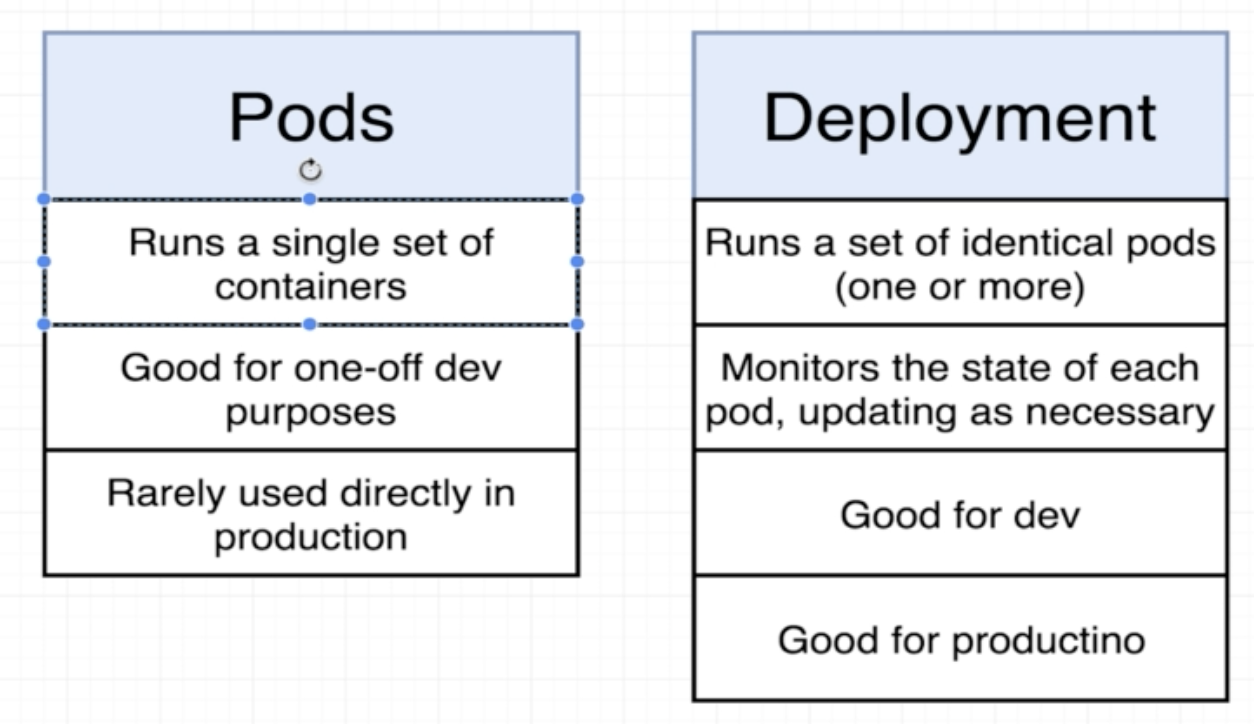 Pods
Runs a single set of
containers
Good for one-off dev
purposes
Rarely used directly in
production
Deployment
Runs a set of identical pods
(one or more)
Monitors the state of each
pod, updating as necessary
Good for dev
Good for productino